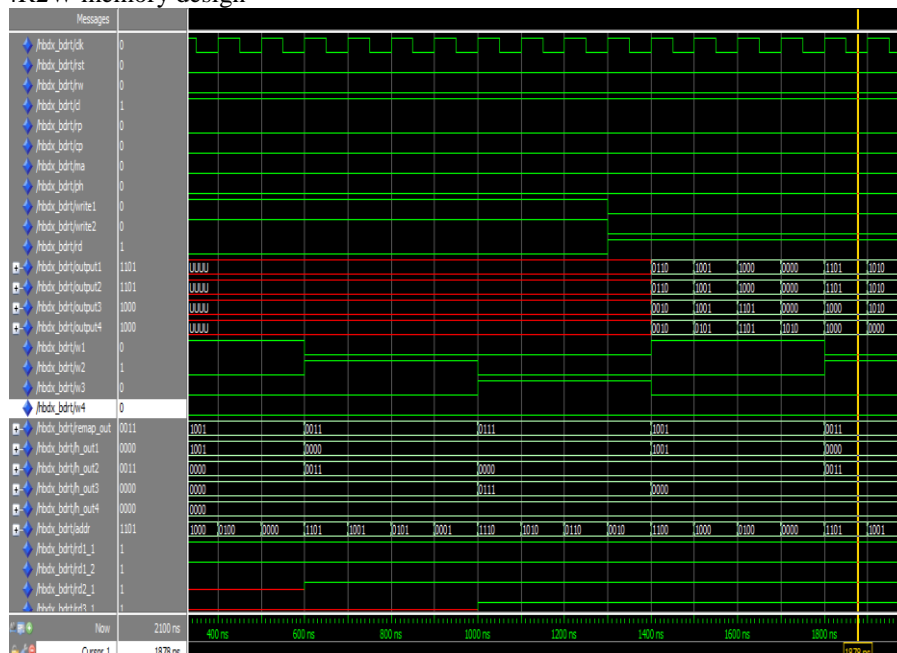 4R2W memory design
Messages
/hbdx_bdrt/clk 0
/hbdx_bdrt/rst 0
/hbdx_bdrt/rw 0
/hbdx_bdrt/cl 1
/hbdx_bdrt/rp 0
/hbdx_bdrt/cp 0
/hbdx_bdrt/ma 0
/hbdx_bdrt/ph 0
/hbdx_bdrt/write1 0
/hbdx_bdrt/write2 0
/hbdx_bdrt/rd 1
/hbdx_bdrt/output1 1101 UUUU 0110 1001 1000 0000 1101 1010
/hbdx_bdrt/output2 1101 UUUU 0110 1001 1000 0000 1101 1010
/hbdx_bdrt/output3 1000 UUUU 0010 1001 1101 0000 1000 1010
/hbdx_bdrt/output4 1000 UUUU 0010 0101 1101 1010 1000 0000
/hbdx_bdrt/w1 0
/hbdx_bdrt/w2 1
/hbdx_bdrt/w3 0
/hbdx_bdrt/w4 0
/hbdx_bdrt/remap_out 0011 1001 0011 0111 1001 0011
/hbdx_bdrt/h_out1 0000 1001 0000 1001 0000
/hbdx_bdrt/h_out2 0011 0000 0011 0000 0011
/hbdx_bdrt/h_out3 0000 0000 0111 0000
/hbdx_bdrt/h_out4 0000 0000
/hbdx_bdrt/addr 1101 1000 0100 0000 1101 1001 0101 0001 1110 1010 0110 0010 1100 1000 0100 0000 1101 1001
/hbdx_bdrt/rd1_1 1
/hbdx_bdrt/rd1_2 1
/hbdx_bdrt/rd2_1 1
/hbdx_bdrt/rd3_1 1
Now 2100 ns 400 ns 600 ns 800 ns 1000 ns 1200 ns 1400 ns 1600 ns 1800 ns
Cursor 1 1878 ns 1878 ns